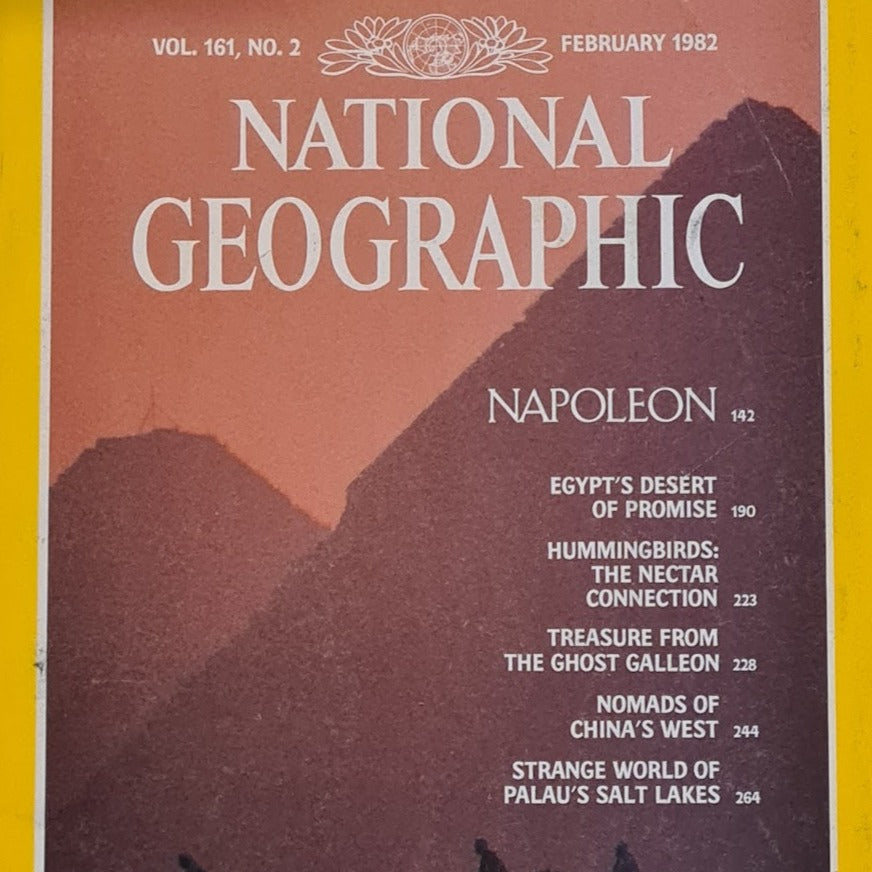 VOL. 161, NO. 2 FEBRUARY 1982
NATIONAL
GEOGRAPHIC
NAPOLEON 142
EGYPT'S DESERT
OF PROMISE 190
HUMMINGBIRDS:
THE NECTAR
CONNECTION 223
TREASURE FROM
THE GHOST GALLEON 228
NOMADS OF
CHINA'S WEST 244
STRANGE WORLD OF
PALAU'S SALT LAKES 264